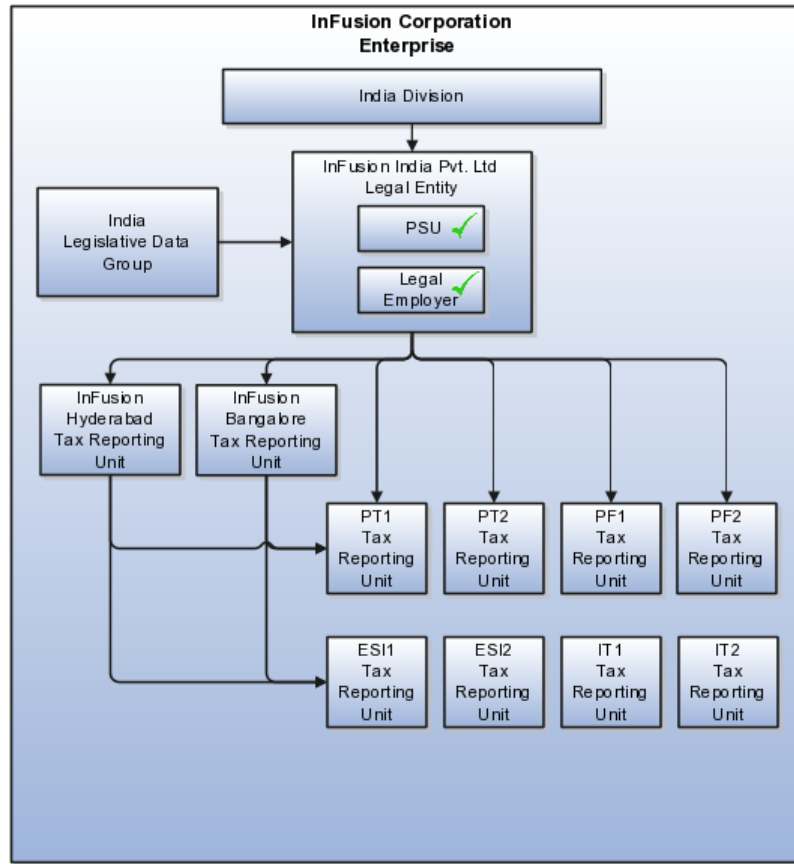 InFusion Corporation
Enterprise
India Division
InFusion India Pvt. Ltd
Legal Entity
PSU
Legal
Employer
India
Legislative Data
Group
InFusion
Hyderabad
Tax Reporting
Unit
InFusion
Bangalore
Tax Reporting
Unit
PT1
Tax
Reporting
Unit
PT2
Tax
Reporting
Unit
PF1
Tax
Reporting
Unit
PF2
Tax
Reporting
Unit
ESI1
Tax
Reporting
Unit
ESI2
Tax
Reporting
Unit
IT1
Tax
Reporting
Unit
IT2
Tax
Reporting
Unit